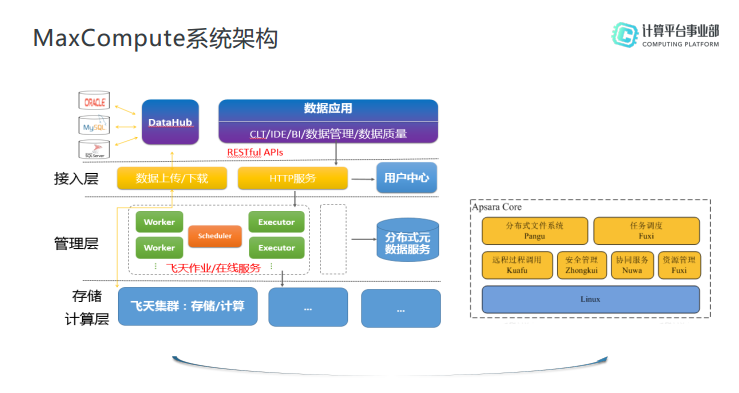 MaxCompute系统架构
计算平台事业部
COMPUTING PLATFORM
ORACLE
MySQL
SQL Server
DataHub
数据应用
CLT/IDE/BI/数据管理/数据质量
RESTful APIs
接入层
数据上传/下载
HTTP服务
用户中心
管理层
Worker
Worker
Scheduler
Executor
Executor
飞天作业/在线服务
分布式元
数据服务
存储
计算层
飞天集群：存储/计算
...
...
Apsara Core
分布式文件系统
Pangu
任务调度
Fuxi
远程过程调用
Kuafu
安全管理
Zhongkui
协同服务
Nuwa
资源管理
Fuxi
Linux